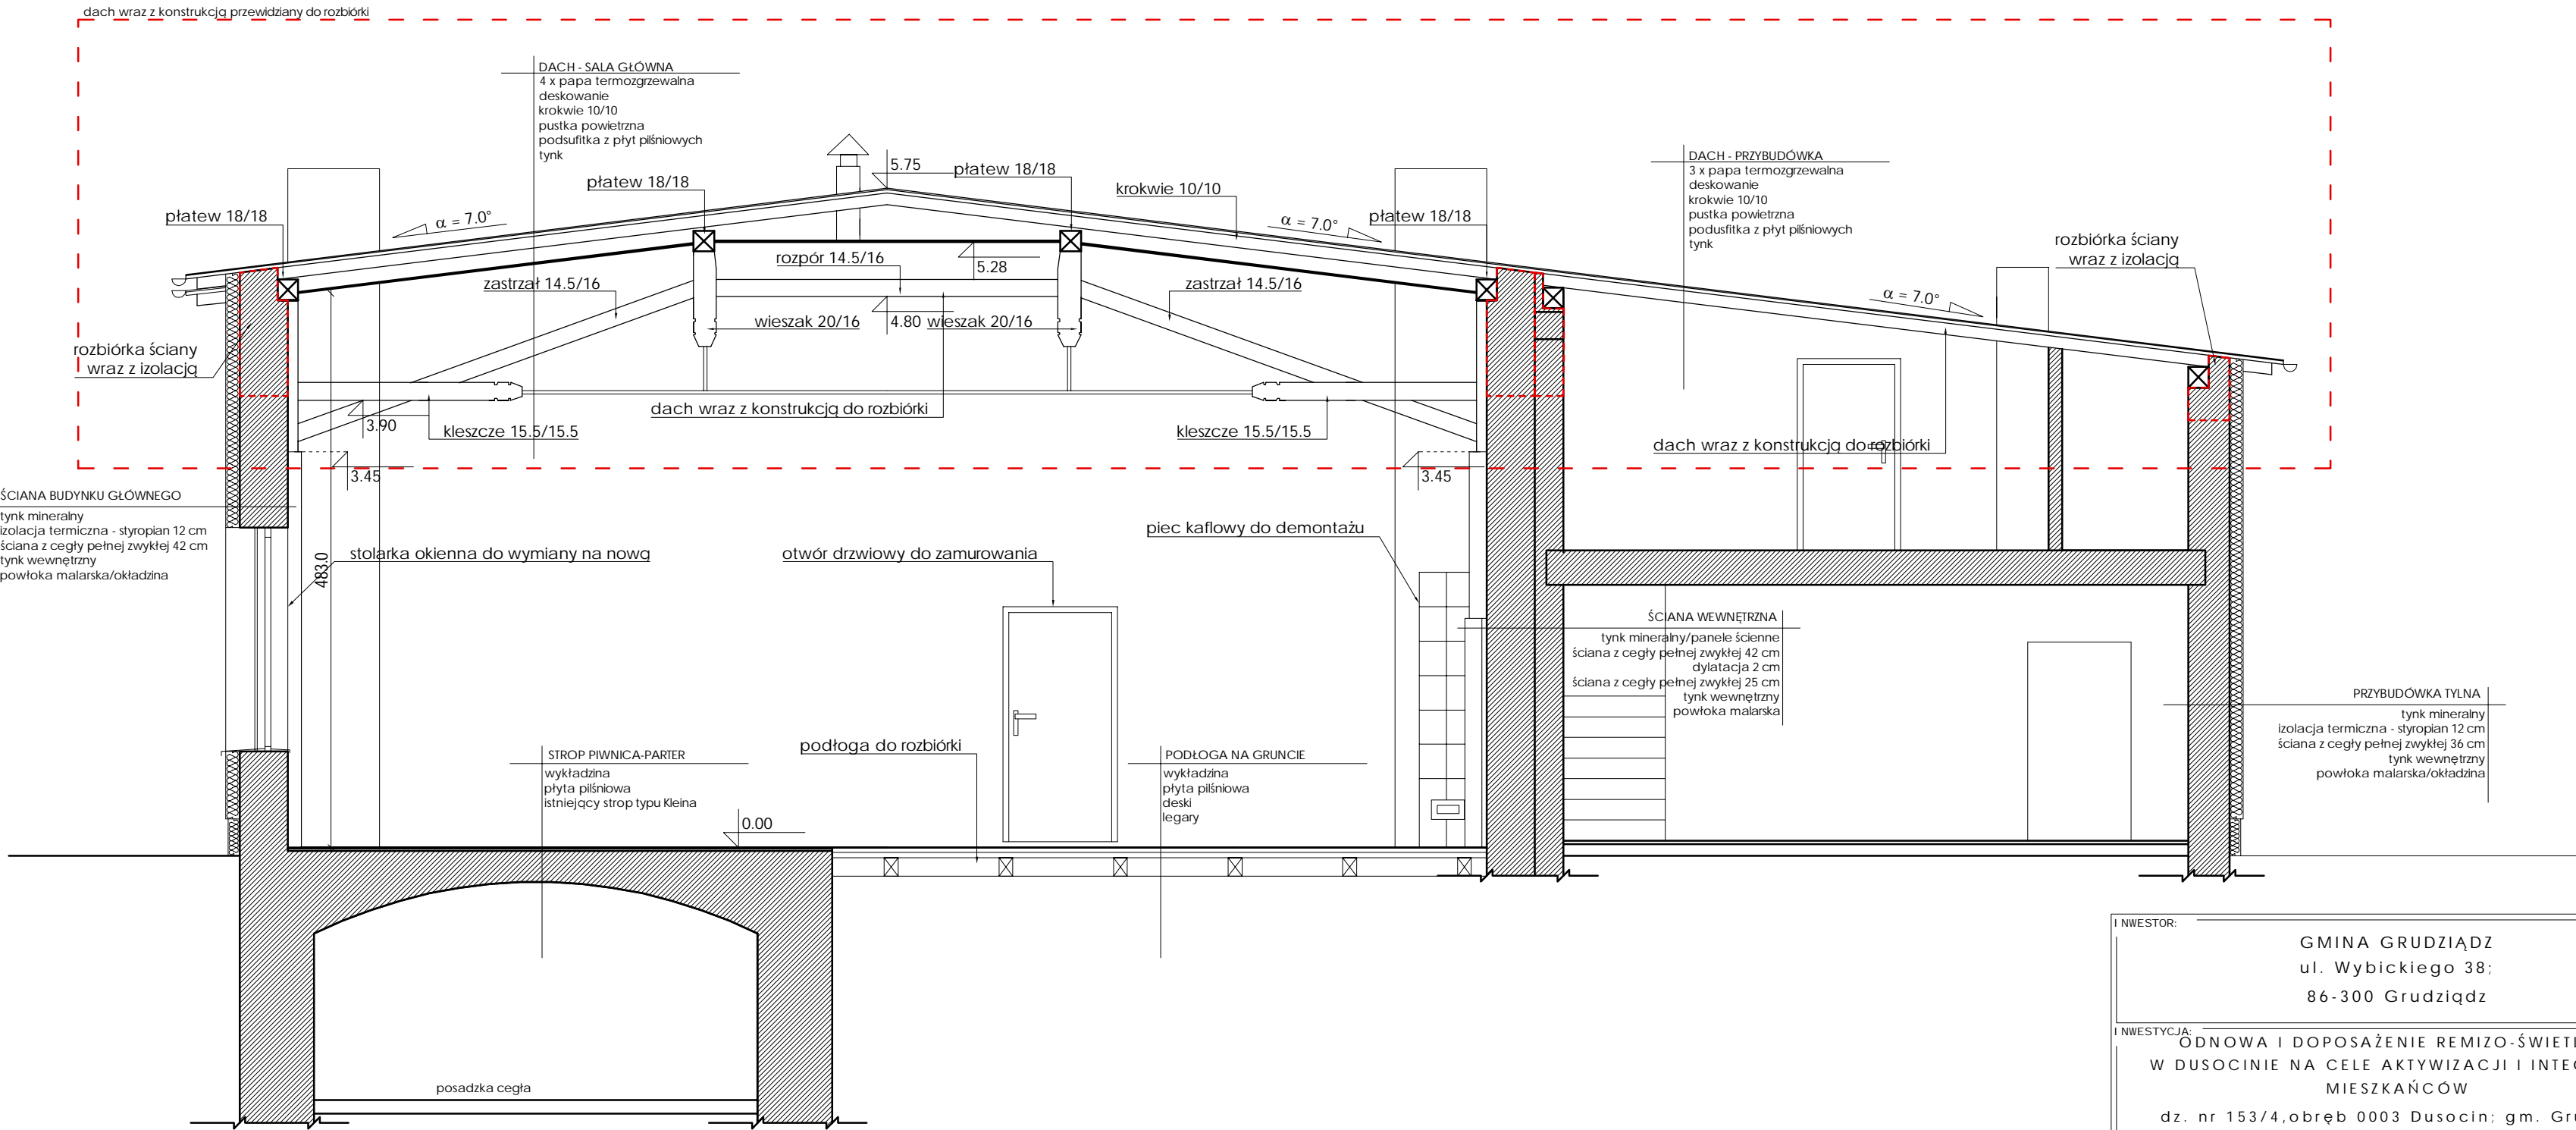 dach wraz z konstrukcją przewidziany do rozbiórki
DACH - SALA GŁÓWNA
4 x papa termozgrzewalna
deskowanie
krokwie 10/10
pustka powietrzna
podsufitka z płyt pilśniowych
tynk
DACH - PRZYBUDÓWKA
3 x papa termozgrzewalna
deskowanie
krokwie 10/10
pustka powietrzna
podusfitka z płyt pilśniowych
tynk
5.75
płatew 18/18
płatew 18/18
krokwie 10/10
płatew 18/18
płatew 18/18
α = 7.0°
α = 7.0°
α = 7.0°
rozbiórka ściany
wraz z izolacją
rozpór 14.5/16
5.28
zastrzał 14.5/16
zastrzał 14.5/16
wieszak 20/16
4.80
wieszak 20/16
rozbiórka ściany
wraz z izolacją
dach wraz z konstrukcją do rozbiórki
3.90
kleszcze 15.5/15.5
kleszcze 15.5/15.5
dach wraz z konstrukcją do rozbiórki
3.45
3.45
ŚCIANA BUDYNKU GŁÓWNEGO
tynk mineralny
izolacja termiczna - styropian 12 cm
ściana z cegły pełnej zwykłej 42 cm
tynk wewnętrzny
powłoka malarska/okładzina
483.0
stolarka okienna do wymiany na nową
otwór drzwiowy do zamurowania
piec kaflowy do demontażu
ŚCIANA WEWNĘTRZNA
tynk mineralny/panele ścienne
ściana z cegły pełnej zwykłej 42 cm
dylatacja 2 cm
ściana z cegły pełnej zwykłej 25 cm
tynk wewnętrzny
powłoka malarska
PRZYBUDÓWKA TYLNA
tynk mineralny
izolacja termiczna - styropian 12 cm
ściana z cegły pełnej zwykłej 36 cm
tynk wewnętrzny
powłoka malarska/okładzina
STROP PIWNICA-PARTER
wykładzina
płyta pilśniowa
istniejący strop typu Kleina
podłoga do rozbiórki
PODŁOGA NA GRUNCIE
wykładzina
płyta pilśniowa
deski
legary
0.00
posadzka cegła
INWESTOR:
GMINA GRUDZIĄDZ
ul. Wybickiego 38;
86-300 Grudziądz
INWESTYCJA:
ODNOWA I DOPOSAŻENIE REMIZO-ŚWIET
W DUSOCINIE NA CELE AKTYWIZACJI I INTEG
MIESZKAŃCÓW
dz. nr 153/4,obręb 0003 Dusocin; gm. Gru